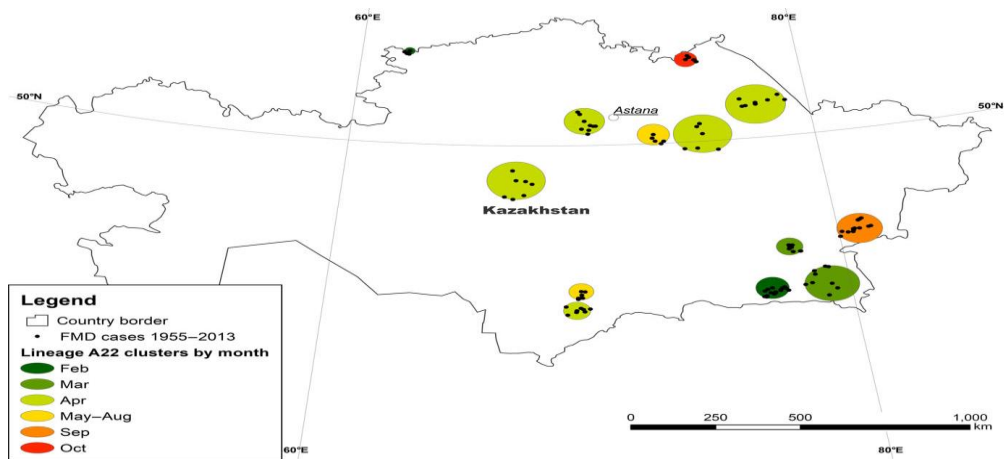 60°E
80°E
50°N
Astana
50°N
Kazakhstan
Legend
Country border
FMD cases 1955–2013
Lineage A22 clusters by month
Feb
Mar
Apr
May–Aug
Sep
Oct
0 250 500 1,000
km
60°E
80°E